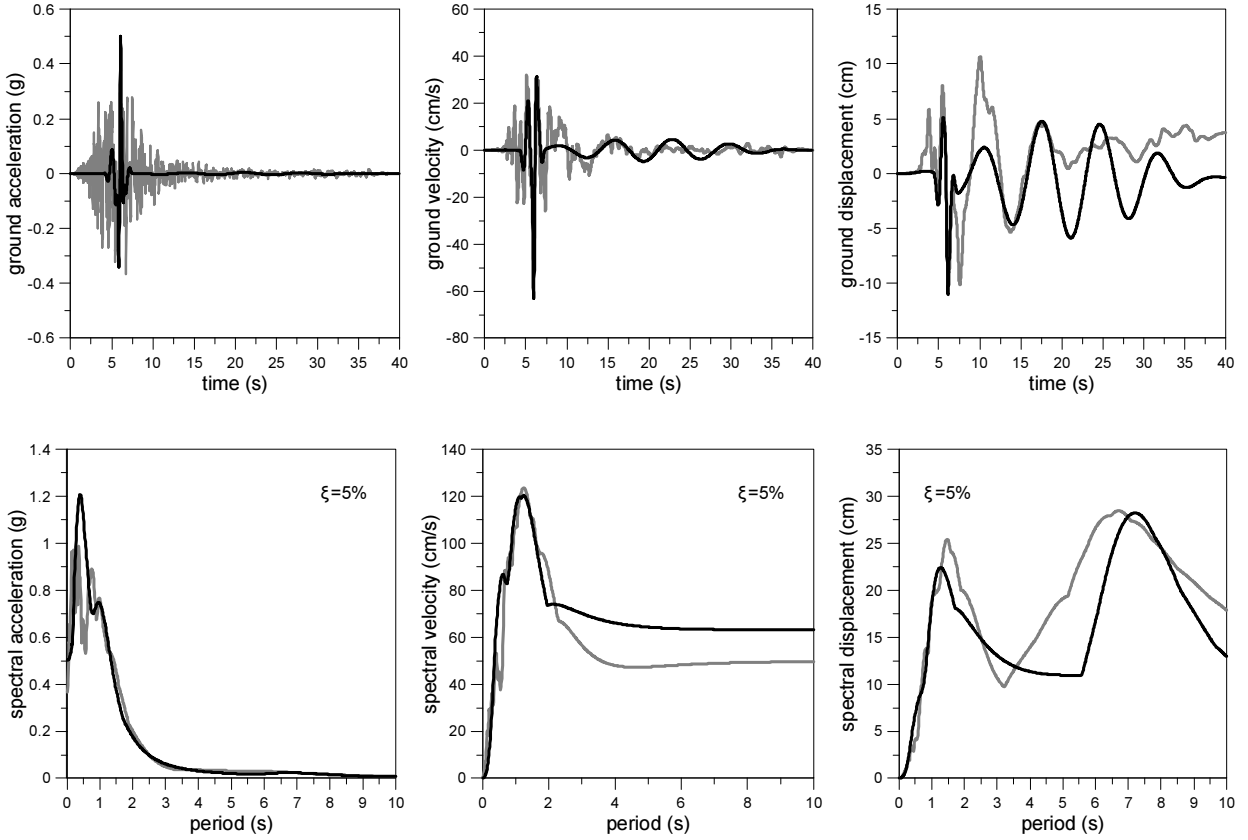 ground acceleration (g)
0.6
0.4
0.2
0
-0.2
-0.4
-0.6
0 5 10 15 20 25 30 35 40
time (s)
ground velocity (cm/s)
60
40
20
0
-20
-40
-60
-80
0 5 10 15 20 25 30 35 40
time (s)
ground displacement (cm)
15
10
5
0
-5
-10
-15
0 5 10 15 20 25 30 35 40
time (s)
spectral acceleration (g)
1.4
1.2
1
0.8
0.6
0.4
0.2
0
ξ=5%
0 1 2 3 4 5 6 7 8 9 10
period (s)
spectral velocity (cm/s)
140
120
100
80
60
40
20
0
ξ=5%
0 2 4 6 8 10
period (s)
spectral displacement (cm)
35
30
25
20
15
10
5
0
ξ=5%
0 1 2 3 4 5 6 7 8 9 10
period (s)